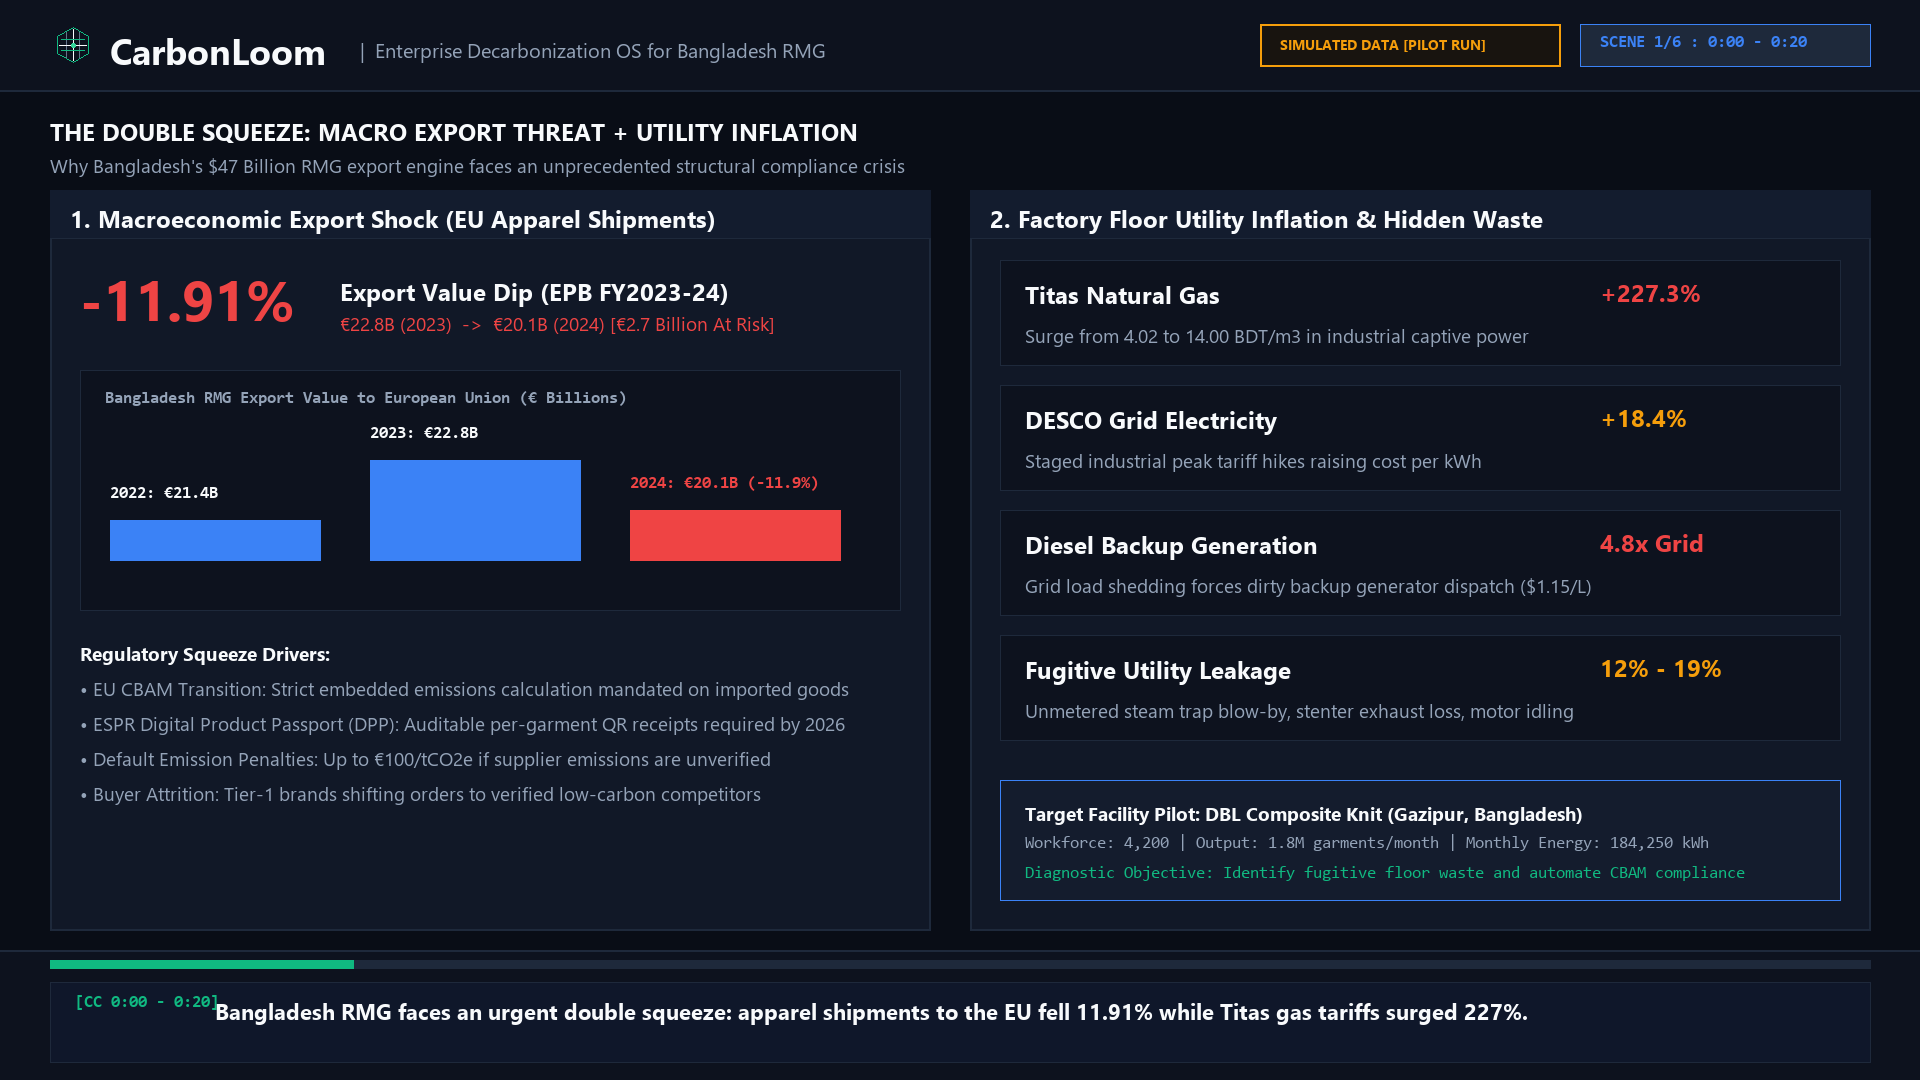 CarbonLoom | Enterprise Decarbonization OS for Bangladesh RMG
SIMULATED DATA [PILOT RUN]
SCENE 1/6 : 0:00 - 0:20
THE DOUBLE SQUEEZE: MACRO EXPORT THREAT + UTILITY INFLATION
Why Bangladesh's $47 Billion RMG export engine faces an unprecedented structural compliance crisis
1. Macroeconomic Export Shock (EU Apparel Shipments)
-11.91%
Export Value Dip (EPB FY2023-24)
€22.8B (2023) -> €20.1B (2024) [€2.7 Billion At Risk]
Bangladesh RMG Export Value to European Union (€ Billions)
2022: €21.4B
2023: €22.8B
2024: €20.1B (-11.9%)
Regulatory Squeeze Drivers:
• EU CBAM Transition: Strict embedded emissions calculation mandated on imported goods
• ESPR Digital Product Passport (DPP): Auditable per-garment QR receipts required by 2026
• Default Emission Penalties: Up to €100/tCO2e if supplier emissions are unverified
• Buyer Attrition: Tier-1 brands shifting orders to verified low-carbon competitors
2. Factory Floor Utility Inflation & Hidden Waste
Titas Natural Gas
+227.3%
Surge from 4.02 to 14.00 BDT/m3 in industrial captive power
DESCO Grid Electricity
+18.4%
Staged industrial peak tariff hikes raising cost per kWh
Diesel Backup Generation
4.8x Grid
Grid load shedding forces dirty backup generator dispatch ($1.15/L)
Fugitive Utility Leakage
12% - 19%
Unmetered steam trap blow-by, stenter exhaust loss, motor idling
Target Facility Pilot: DBL Composite Knit (Gazipur, Bangladesh)
Workforce: 4,200 | Output: 1.8M garments/month | Monthly Energy: 184,250 kWh
Diagnostic Objective: Identify fugitive floor waste and automate CBAM compliance
[CC 0:00 - 0:20]
Bangladesh RMG faces an urgent double squeeze: apparel shipments to the EU fell 11.91% while Titas gas tariffs surged 227%.